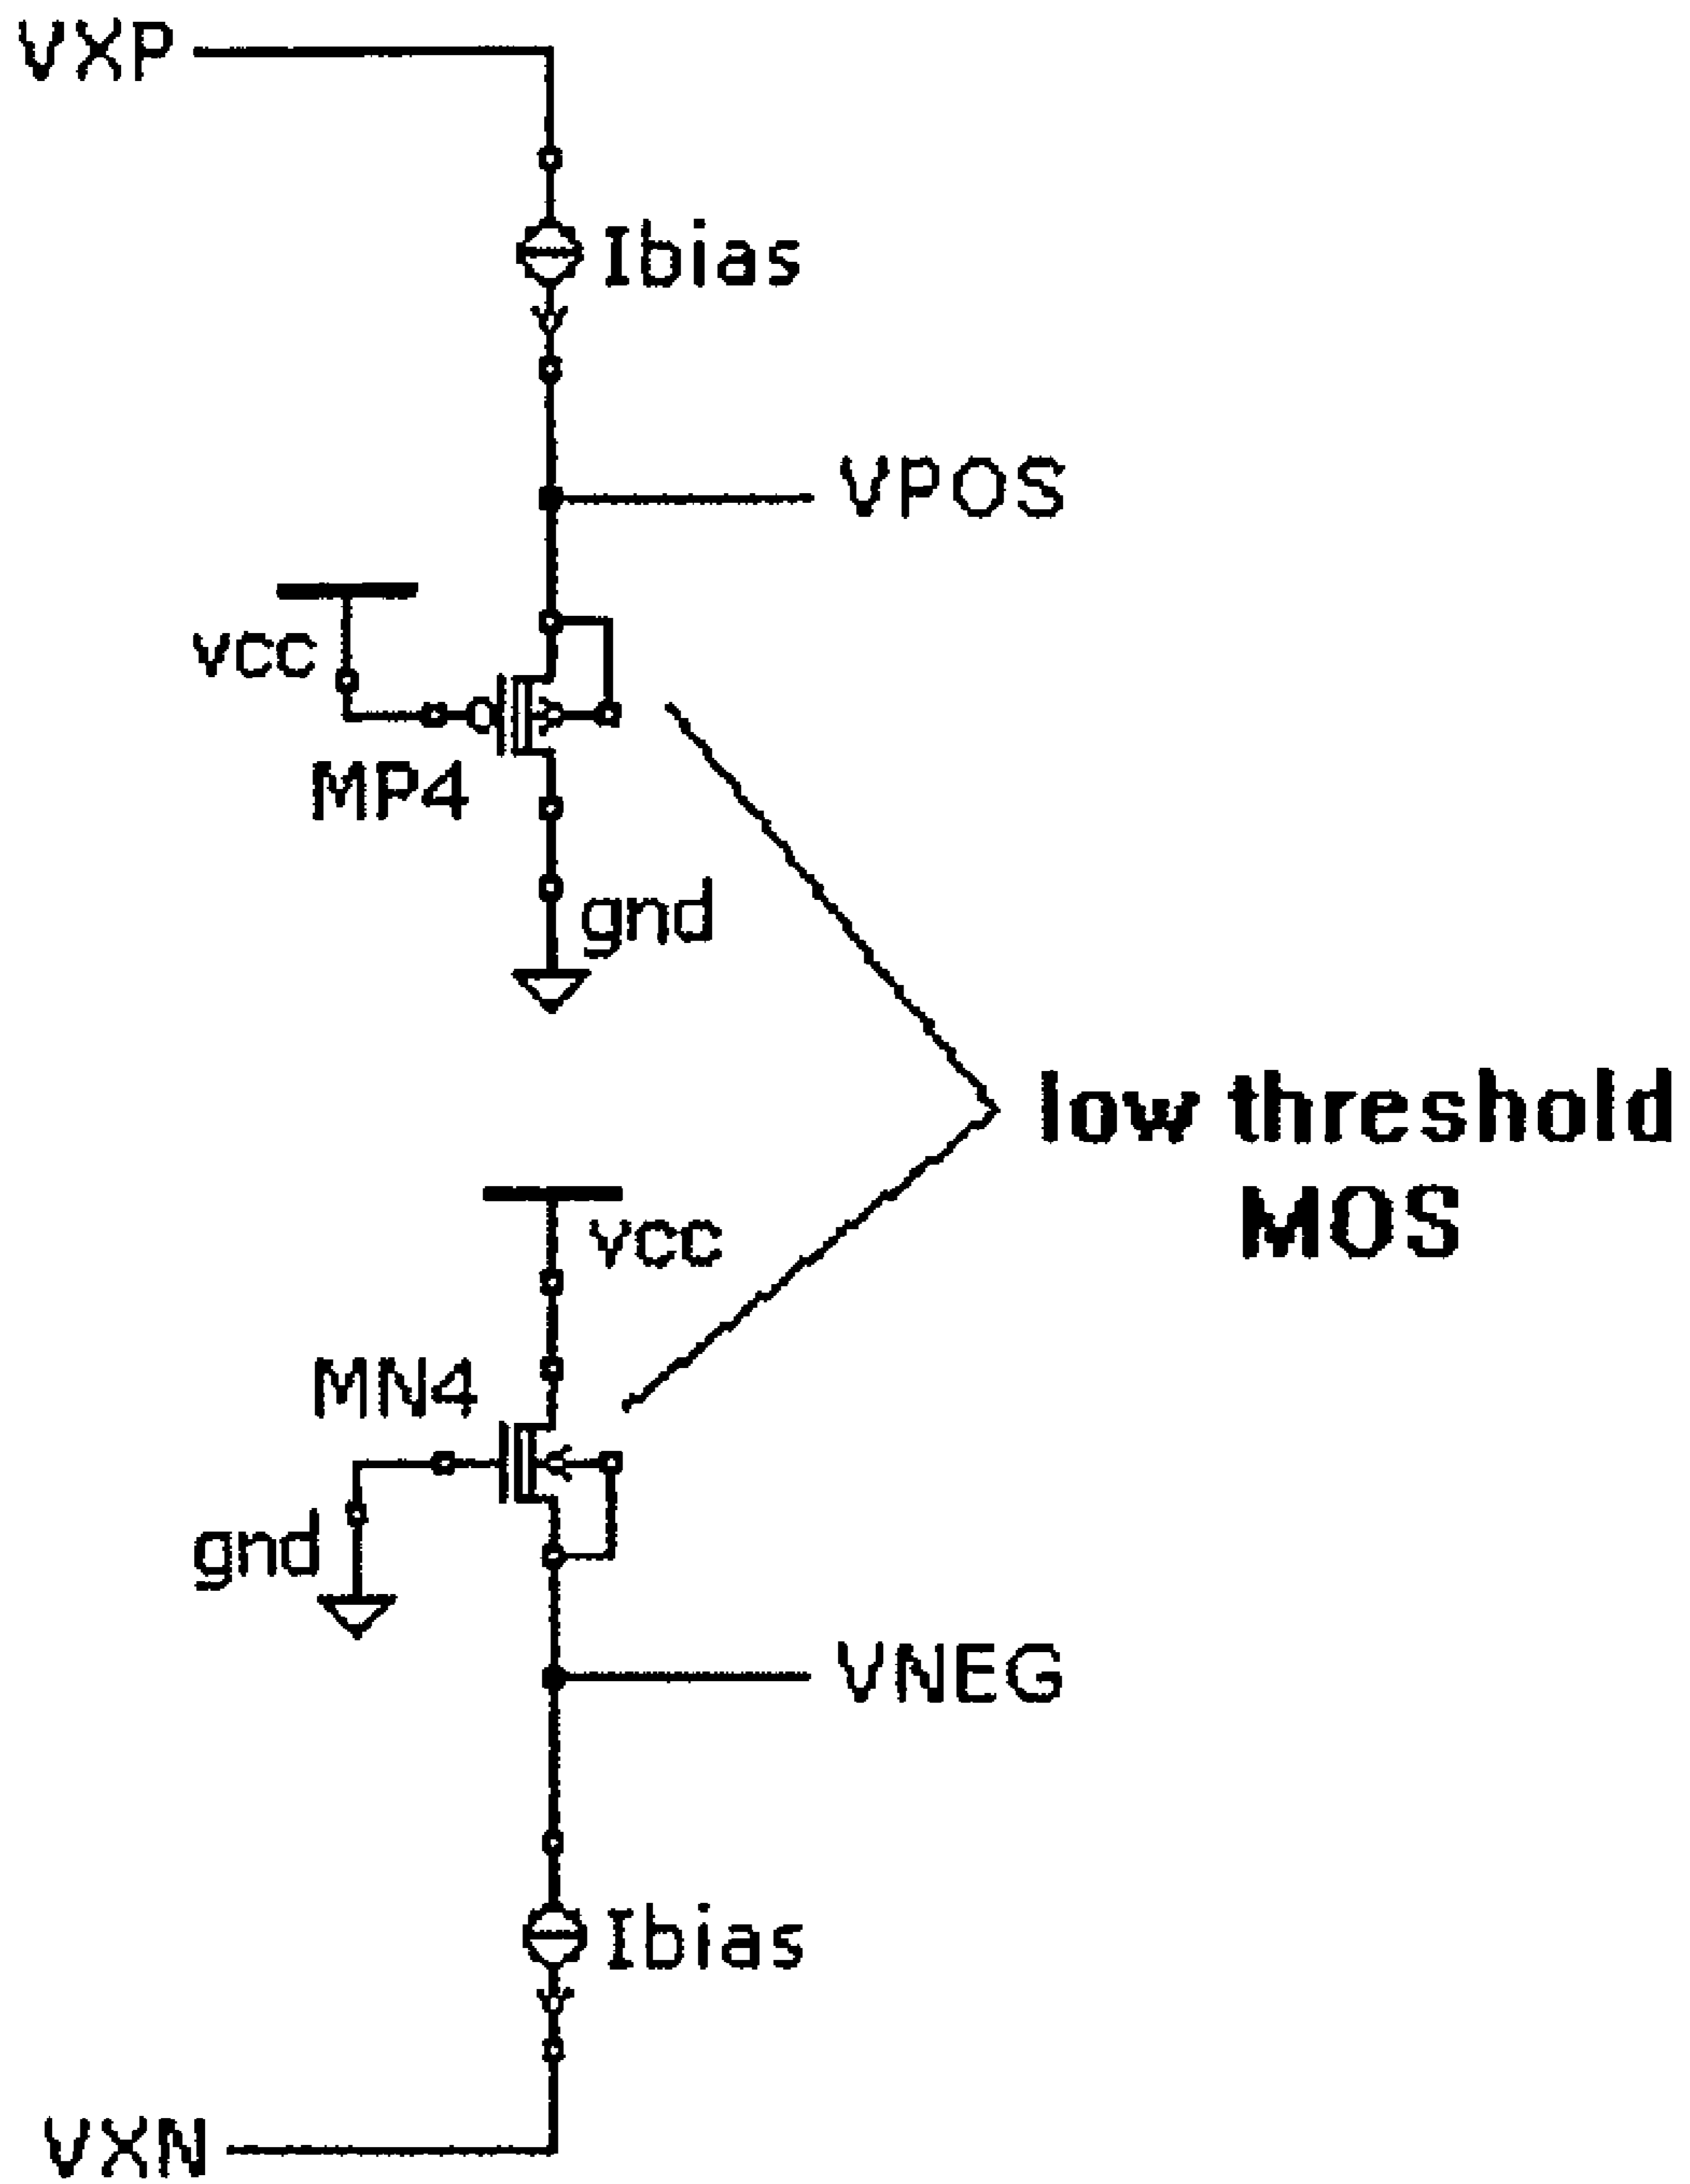 VXP
Ibias
VPOS
vcc
MP4
gnd
low threshold
MOS
vcc
MN4
gnd
VNEG
Ibias
VXN